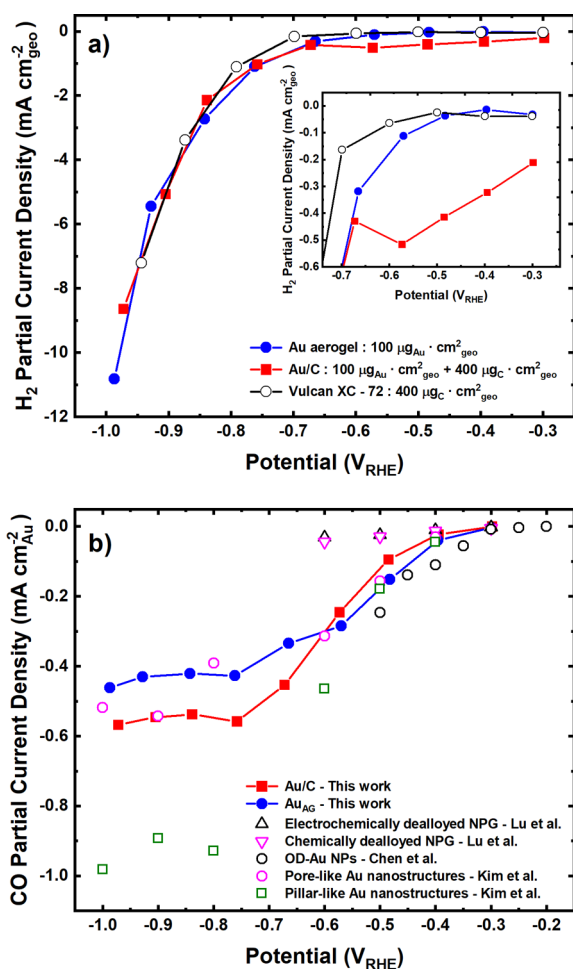 a)
H2 Partial Current Density (mA cm-2geo)
0
-2
-4
-6
-8
-10
-12
H2 Partial Current Density (mA cm-2geo)
0.0
-0.1
-0.2
-0.3
-0.4
-0.5
-0.6
-0.7 -0.6 -0.5 -0.4 -0.3
Potential (VRHE)
Au aerogel : 100 μgAu · cm2geo
Au/C : 100 μgAu · cm2geo + 400 μgC · cm2geo
Vulcan XC - 72 : 400 μgC · cm2geo
-1.0 -0.9 -0.8 -0.7 -0.6 -0.5 -0.4 -0.3
Potential (VRHE)
b)
CO Partial Current Density (mA cm-2Au)
0.0
-0.2
-0.4
-0.6
-0.8
-1.0
Au/C - This work
AuAG - This work
Electrochemically dealloyed NPG - Lu et al.
Chemically dealloyed NPG - Lu et al.
OD-Au NPs - Chen et al.
Pore-like Au nanostructures - Kim et al.
Pillar-like Au nanostructures - Kim et al.
-1.0 -0.9 -0.8 -0.7 -0.6 -0.5 -0.4 -0.3 -0.2
Potential (VRHE)